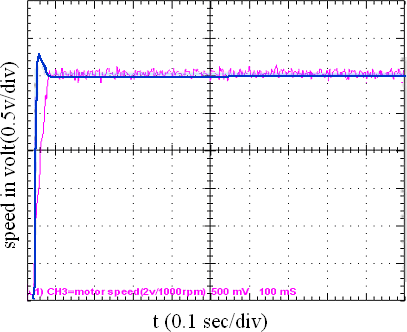 speed in volt(0.5v/div)
1) CH3=motor speed(2v/1000rpm) 500 mV, 100 mS
t (0.1 sec/div)